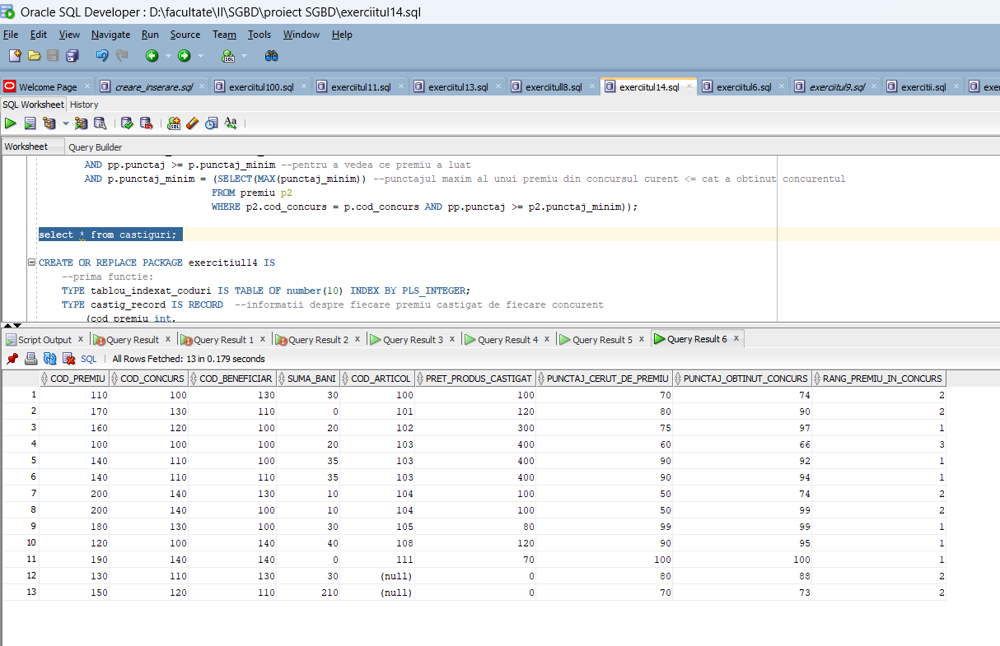 Oracle SQL Developer : D:\facultate\II\SGBD\proiect SGBD\exerciitul14.sql
File Edit View Navigate Run Source Team Tools Window Help
Welcome Page creare_inserare.sql exerciitul100.sql exerciitul11.sql exerciitul13.sql exerciitull8.sql exerciitul14.sql exerciitul6.sql exerciitul9.sql exercitii.sql exer
SQL Worksheet History
Worksheet Query Builder
AND pp.punctaj >= p.punctaj_minim --pentru a vedea ce premiu a luat
AND p.punctaj_minim = (SELECT(MAX(punctaj_minim)) --punctajul maxim al unui premiu din concursul curent <= cat a obtinut concurentul
FROM premiu p2
WHERE p2.cod_concurs = p.cod_concurs AND pp.punctaj >= p2.punctaj_minim));
select * from castiguri;
CREATE OR REPLACE PACKAGE exercitiul14 IS
--prima functie:
TYPE tablou_indexat_coduri IS TABLE OF number(10) INDEX BY PLS_INTEGER;
TYPE castig_record IS RECORD --informatii despre fiecare premiu castigat de fiecare concurent
(cod_premiu int,
Script Output x Query Result x Query Result 1 x Query Result 2 x Query Result 3 x Query Result 4 x Query Result 5 x Query Result 6 x
SQL | All Rows Fetched: 13 in 0.179 seconds
COD_PREMIU COD_CONCURS COD_BENEFICIAR SUMA_BANI COD_ARTICOL PRET_PRODUS_CASTIGAT PUNCTAJ_CERUT_DE_PREMIU PUNCTAJ_OBTINUT_CONCURS RANG_PREMIU_IN_CONCURS
1 110 100 130 30 100 100 70 74 2
2 170 130 110 0 101 120 80 90 2
3 160 120 100 20 102 300 75 97 1
4 100 100 100 20 103 400 60 66 3
5 140 110 100 35 103 400 90 92 1
6 140 110 110 35 103 400 90 94 1
7 200 140 130 10 104 100 50 74 2
8 200 140 100 10 104 100 50 99 2
9 180 130 100 30 105 80 99 99 1
10 120 100 140 40 108 120 90 95 1
11 190 140 140 0 111 70 100 100 1
12 130 110 130 30 (null) 0 80 88 2
13 150 120 110 210 (null) 0 70 73 2